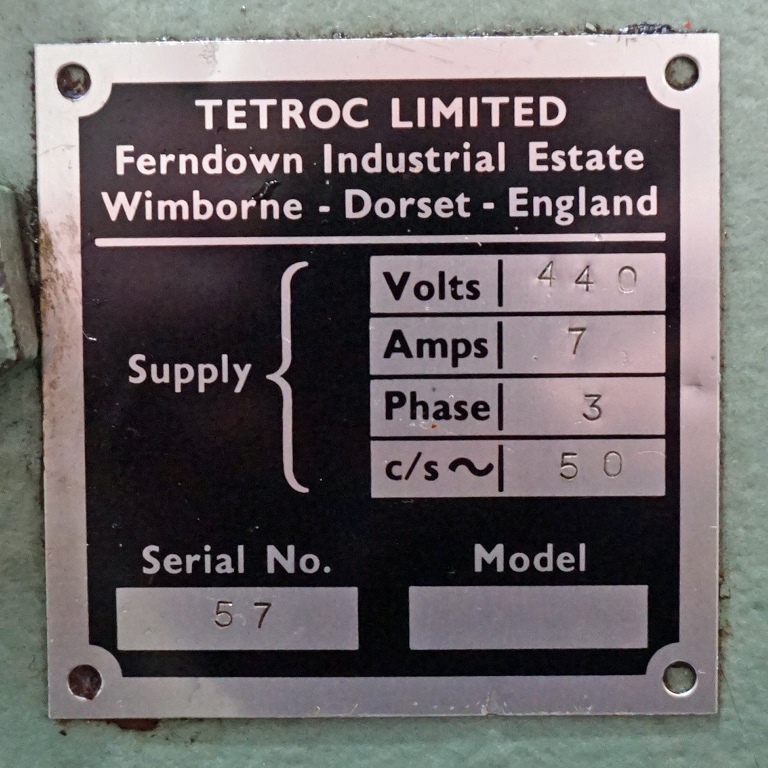 TETROC LIMITED
Ferndown Industrial Estate
Wimborne - Dorset - England
Supply
Volts 440
Amps 7
Phase 3
c/s ~ 50
Serial No. Model
57